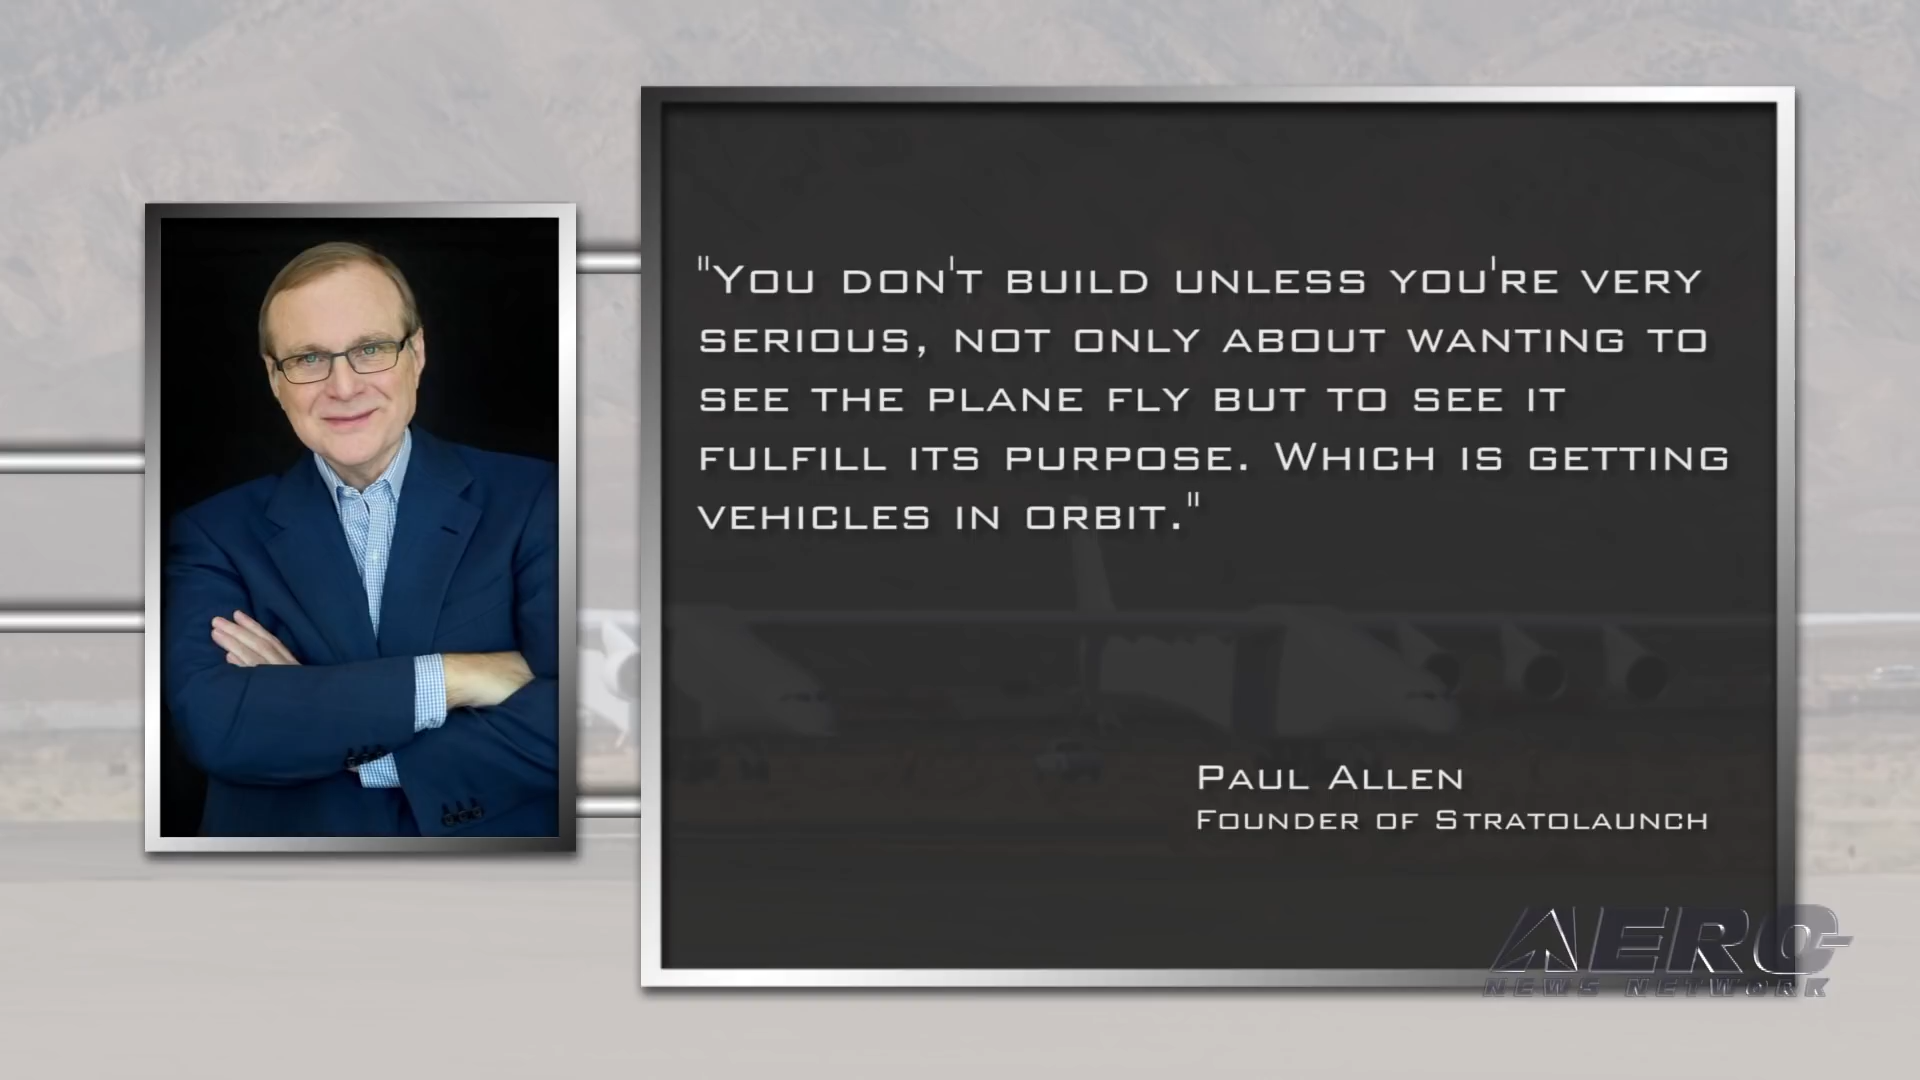 "You don't build unless you're very
serious, not only about wanting to
see the plane fly but to see it
fulfill its purpose. Which is getting
vehicles in orbit."
Paul Allen
Founder of Stratolaunch
AERO-
NEWS NETWORK